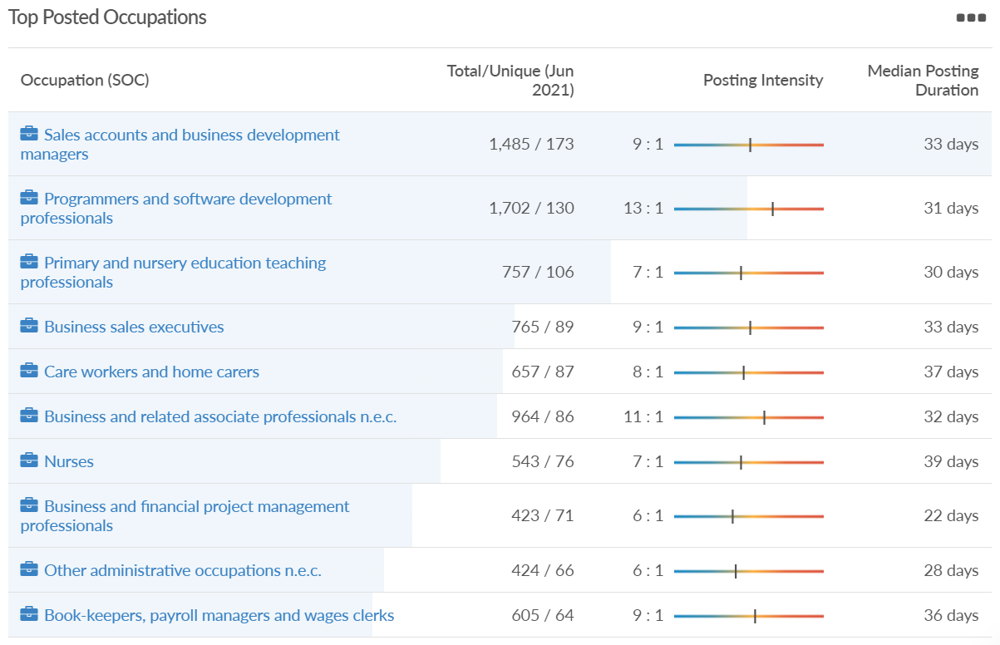 Top Posted Occupations
Occupation (SOC)
Total/Unique (Jun
2021)
Posting Intensity
Median Posting
Duration
Sales accounts and business development
managers
1,485 / 173
9 : 1
33 days
Programmers and software development
professionals
1,702 / 130
13 : 1
31 days
Primary and nursery education teaching
professionals
757 / 106
7 : 1
30 days
Business sales executives
765 / 89
9 : 1
33 days
Care workers and home carers
657 / 87
8 : 1
37 days
Business and related associate professionals n.e.c.
964 / 86
11 : 1
32 days
Nurses
543 / 76
7 : 1
39 days
Business and financial project management
professionals
423 / 71
6 : 1
22 days
Other administrative occupations n.e.c.
424 / 66
6 : 1
28 days
Book-keepers, payroll managers and wages clerks
605 / 64
9 : 1
36 days